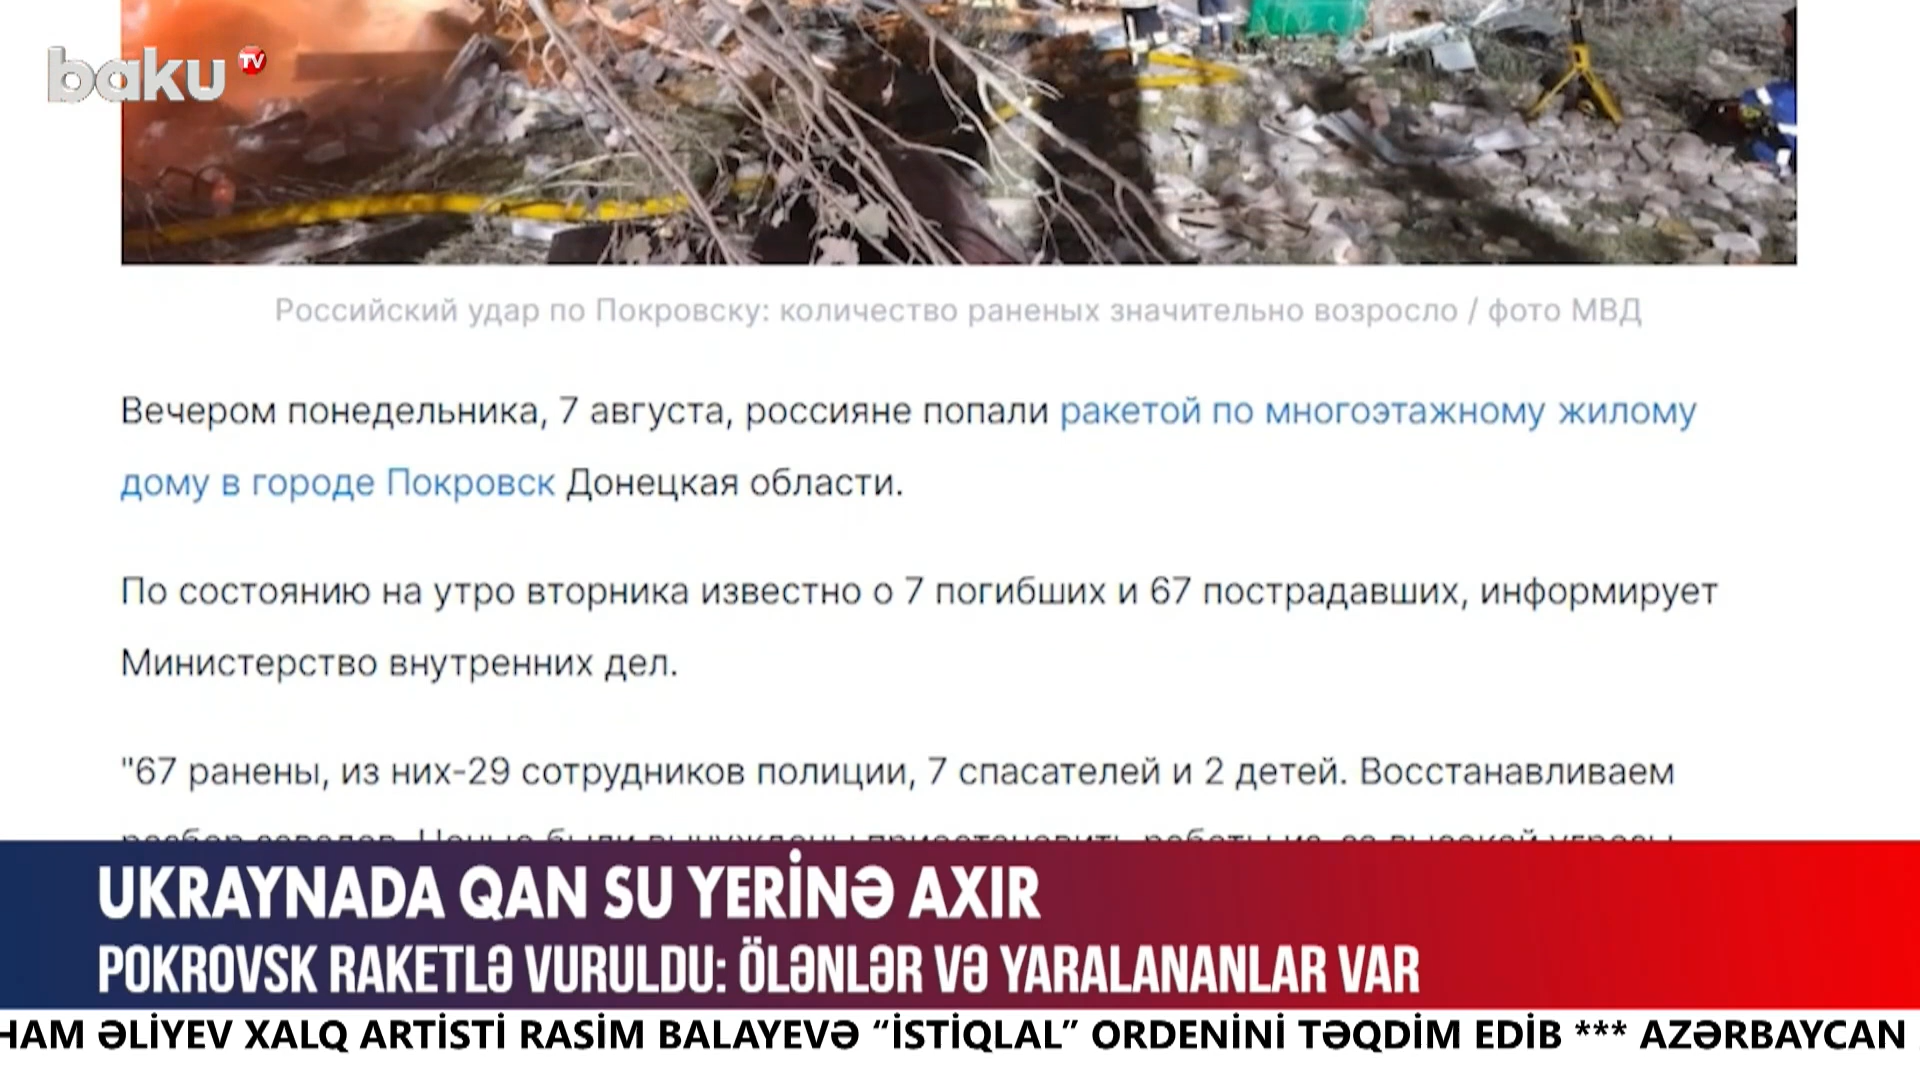 baku TV
Российский удар по Покровску: количество раненых значительно возросло / фото МВД
Вечером понедельника, 7 августа, россияне попали ракетой по многоэтажному жилому
дому в городе Покровск Донецкая области.
По состоянию на утро вторника известно о 7 погибших и 67 пострадавших, информирует
Министерство внутренних дел.
"67 ранены, из них-29 сотрудников полиции, 7 спасателей и 2 детей. Восстанавливаем
UKRAYNADA QAN SU YERİNƏ AXIR
POKROVSK RAKETLƏ VURULDU: ÖLƏNLƏR VƏ YARALANANLAR VAR
HAM ƏLİYEV XALQ ARTİSTİ RASİM BALAYEVƏ “İSTİQLAL” ORDENİNİ TƏQDİM EDİB *** AZƏRBAYCAN